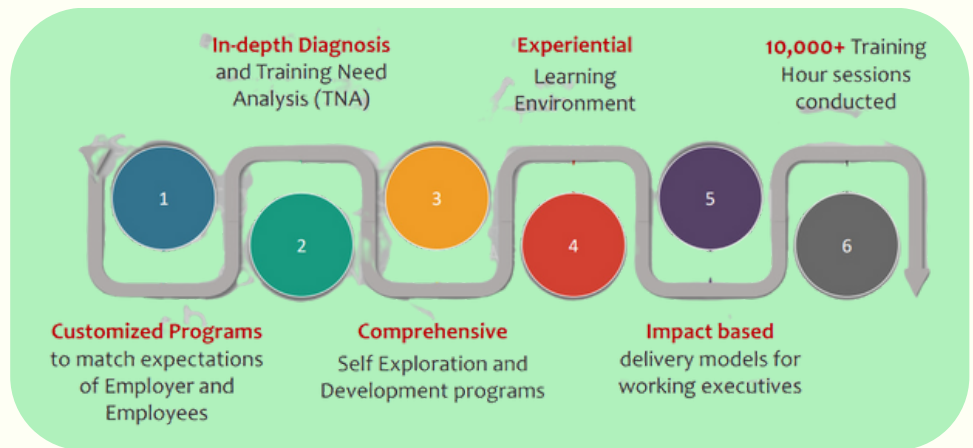 In-depth Diagnosis
and Training Need
Analysis (TNA)
Experiential
Learning
Environment
10,000+ Training
Hour sessions
conducted
1
2
3
4
5
6
Customized Programs
to match expectations
of Employer and
Employees
Comprehensive
Self Exploration and
Development programs
Impact based
delivery models for
working executives